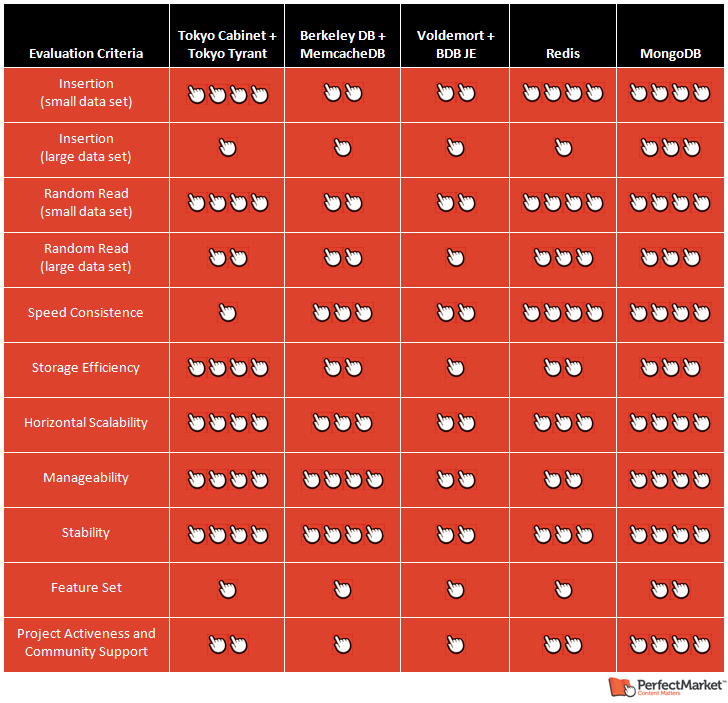 Evaluation Criteria
Tokyo Cabinet +
Tokyo Tyrant
Berkeley DB +
MemcacheDB
Voldemort +
BDB JE
Redis
MongoDB
Insertion
(small data set)
Insertion
(large data set)
Random Read
(small data set)
Random Read
(large data set)
Speed Consistence
Storage Efficiency
Horizontal Scalability
Manageability
Stability
Feature Set
Project Activeness and
Community Support
PerfectMarket™
Content Matters